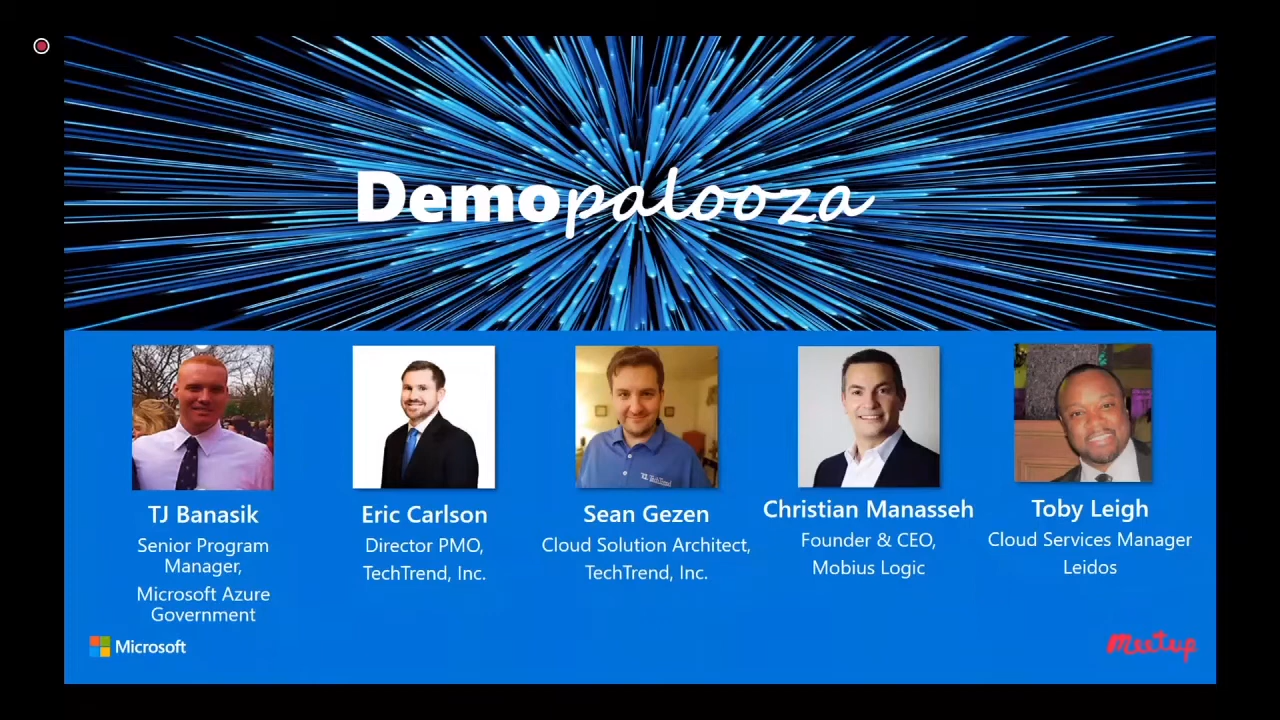 Demopalooza
TJ Banasik
Senior Program
Manager,
Microsoft Azure
Government
Eric Carlson
Director PMO,
TechTrend, Inc.
Sean Gezen
Cloud Solution Architect,
TechTrend, Inc.
TechTrend
Christian Manasseh
Founder & CEO,
Mobius Logic
Toby Leigh
Cloud Services Manager
Leidos
Microsoft
meetup